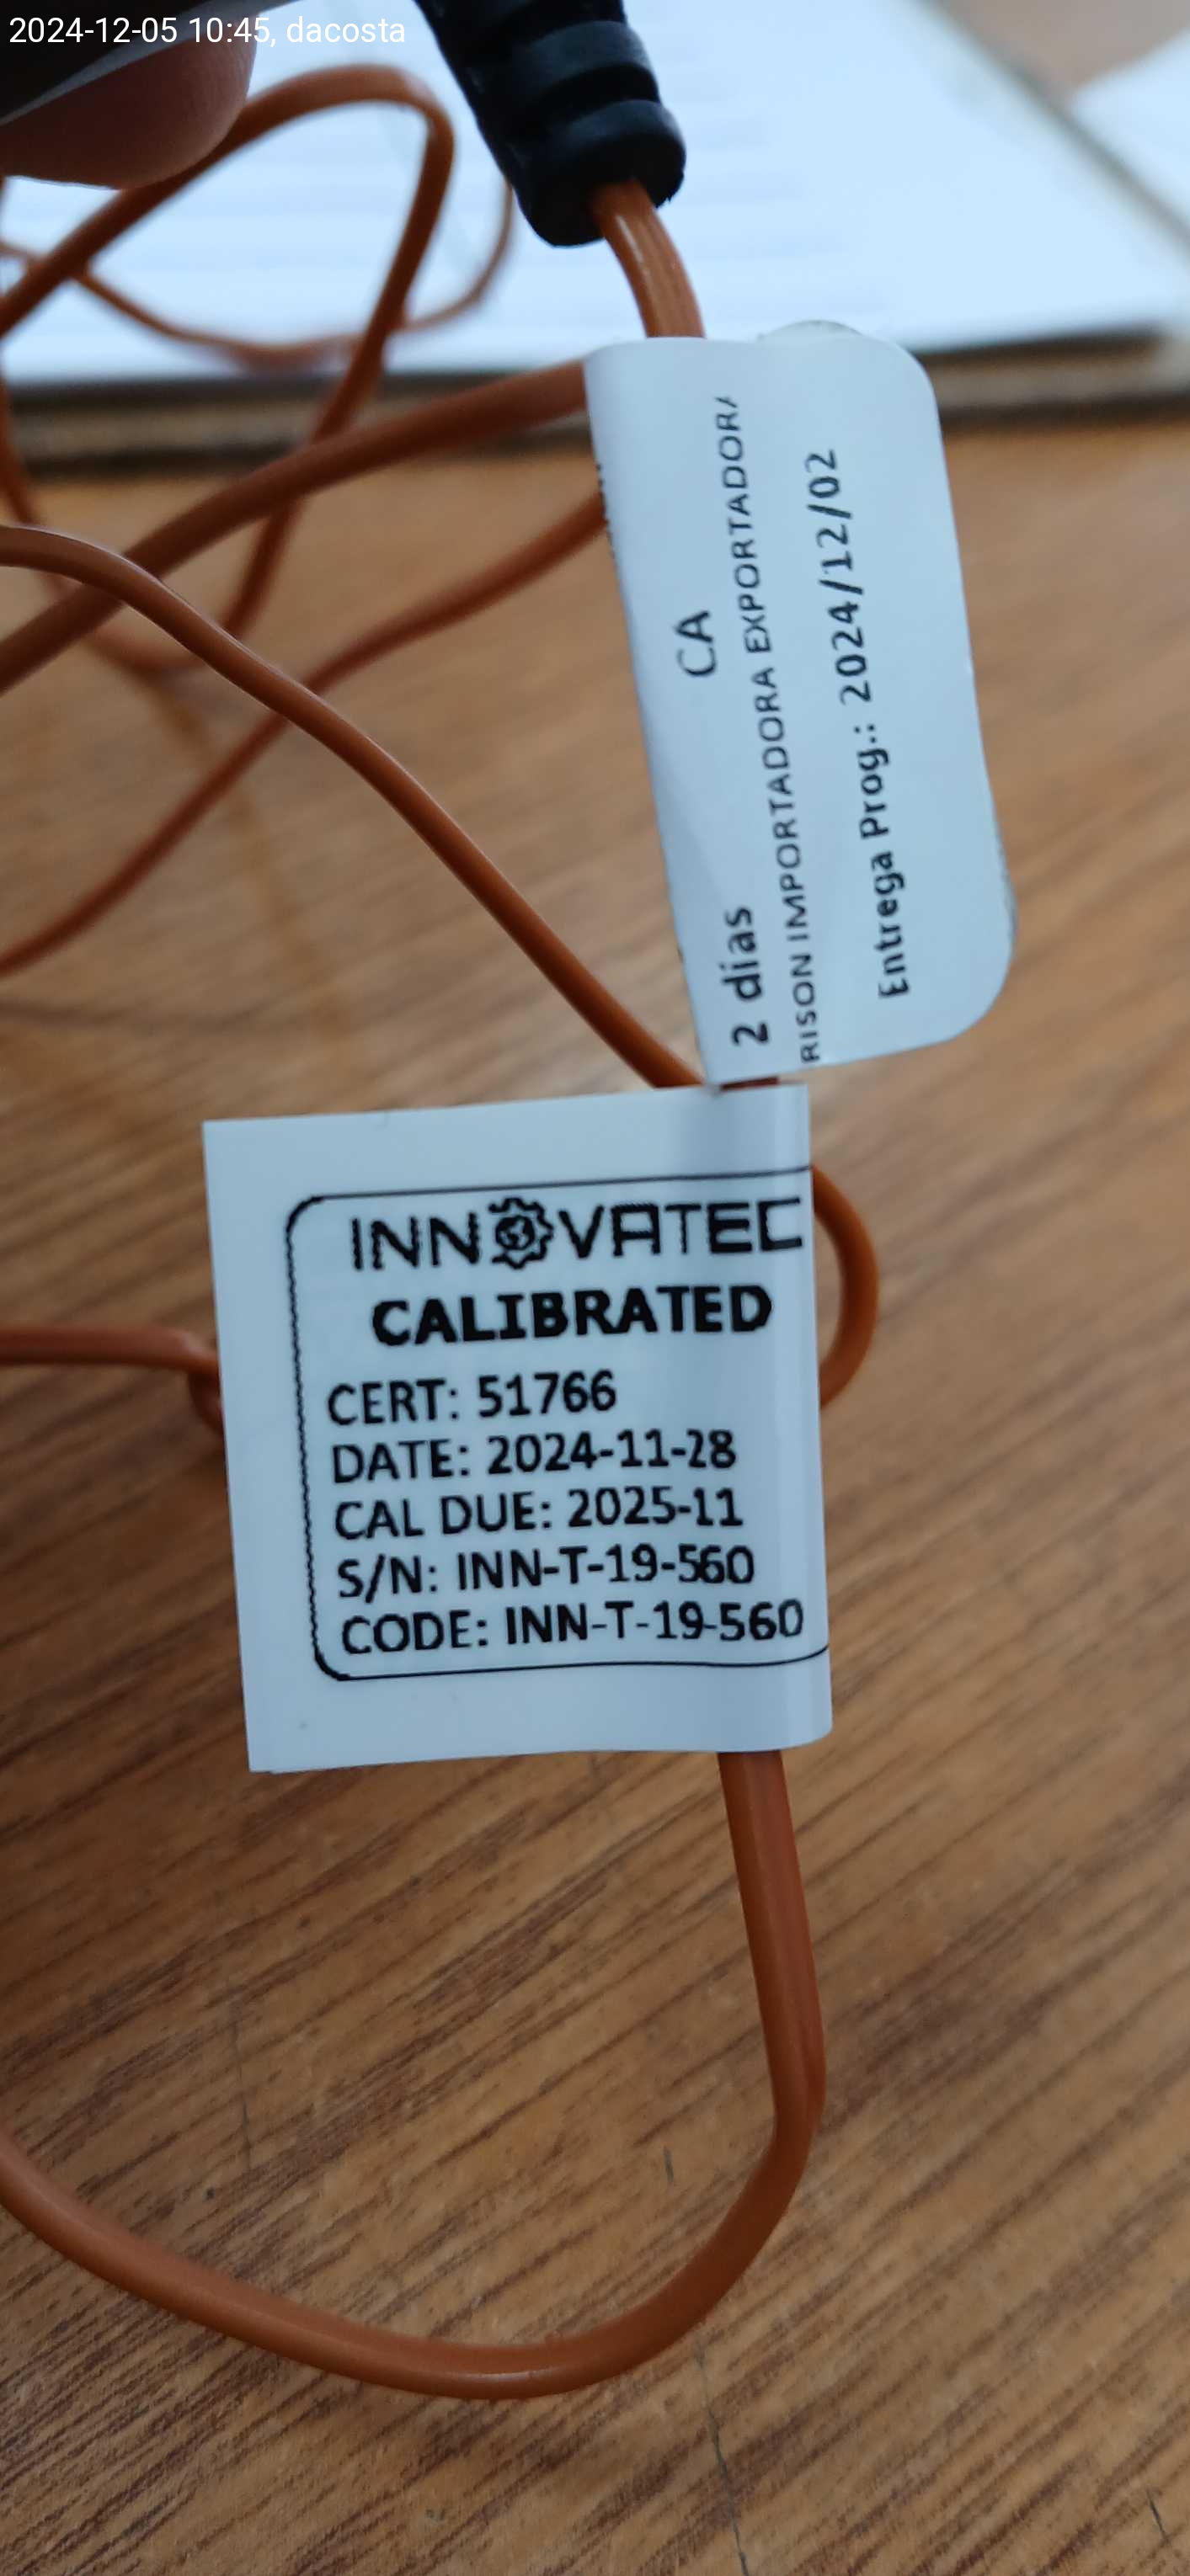 2024-12-05 10:45, dacosta
2 dias CA
RISON IMPORTADORA EXPORTADORA
Entrega Prog.: 2024/12/02
INNOVATEC
CALIBRATED
CERT: 51766
DATE: 2024-11-28
CAL DUE: 2025-11
S/N: INN-T-19-560
CODE: INN-T-19-560